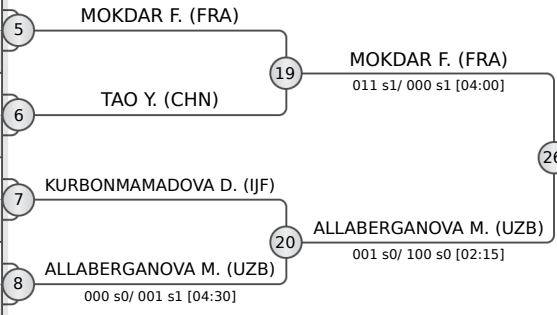 5
MOKDAR F. (FRA)
19
MOKDAR F. (FRA)
011 s1/ 000 s1 [04:00]
6
TAO Y. (CHN)
26
7
KURBONMAMADOVA D. (IJF)
20
ALLABERGANOVA M. (UZB)
001 s0/ 100 s0 [02:15]
8
ALLABERGANOVA M. (UZB)
000 s0/ 001 s1 [04:30]